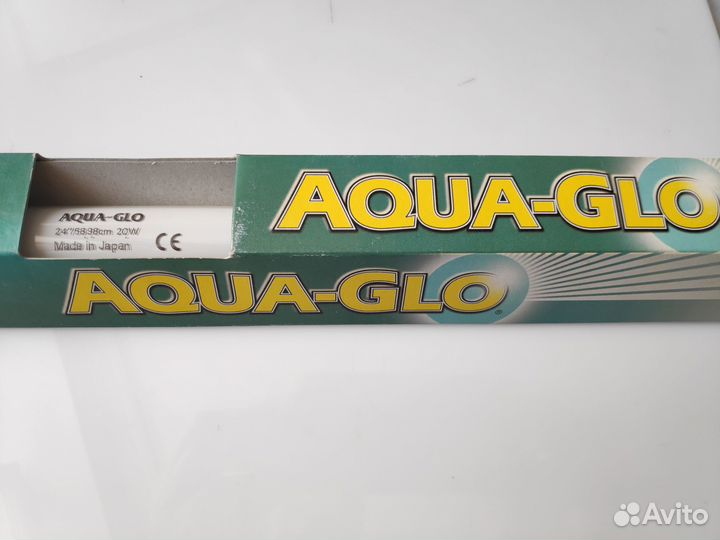 AQUA-GLO
AQUA-GLO
24"/58.98cm 20W/
Made in Japan CE
AQUA-GLO®
Avito